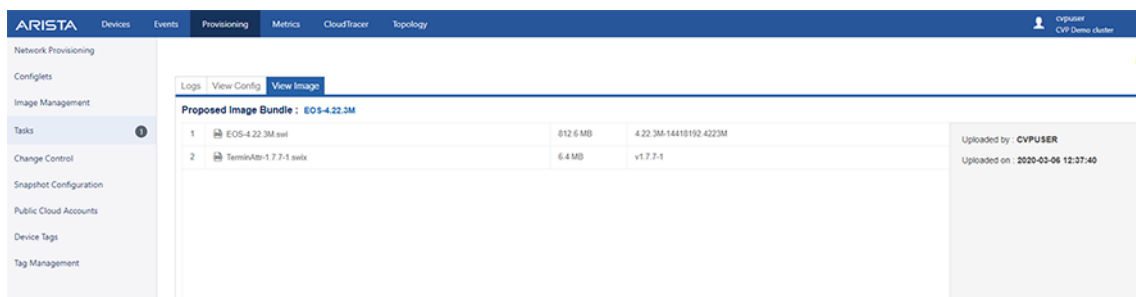 ARISTA Devices Events Provisioning Metrics CloudTracer Topology cvpuser
CVP Demo cluster
Network Provisioning
Configlets
Image Management
Tasks 1
Change Control
Snapshot Configuration
Public Cloud Accounts
Device Tags
Tag Management
Logs View Config View Image
Proposed Image Bundle : EOS-4.22.3M
1 EOS-4.22.3M.swi 812.6 MB 4.22.3M-14418192.4223M
2 TerminAttr-1.7.7-1.swix 6.4 MB v1.7.7-1
Uploaded by : CVPUSER
Uploaded on : 2020-03-06 12:37:40